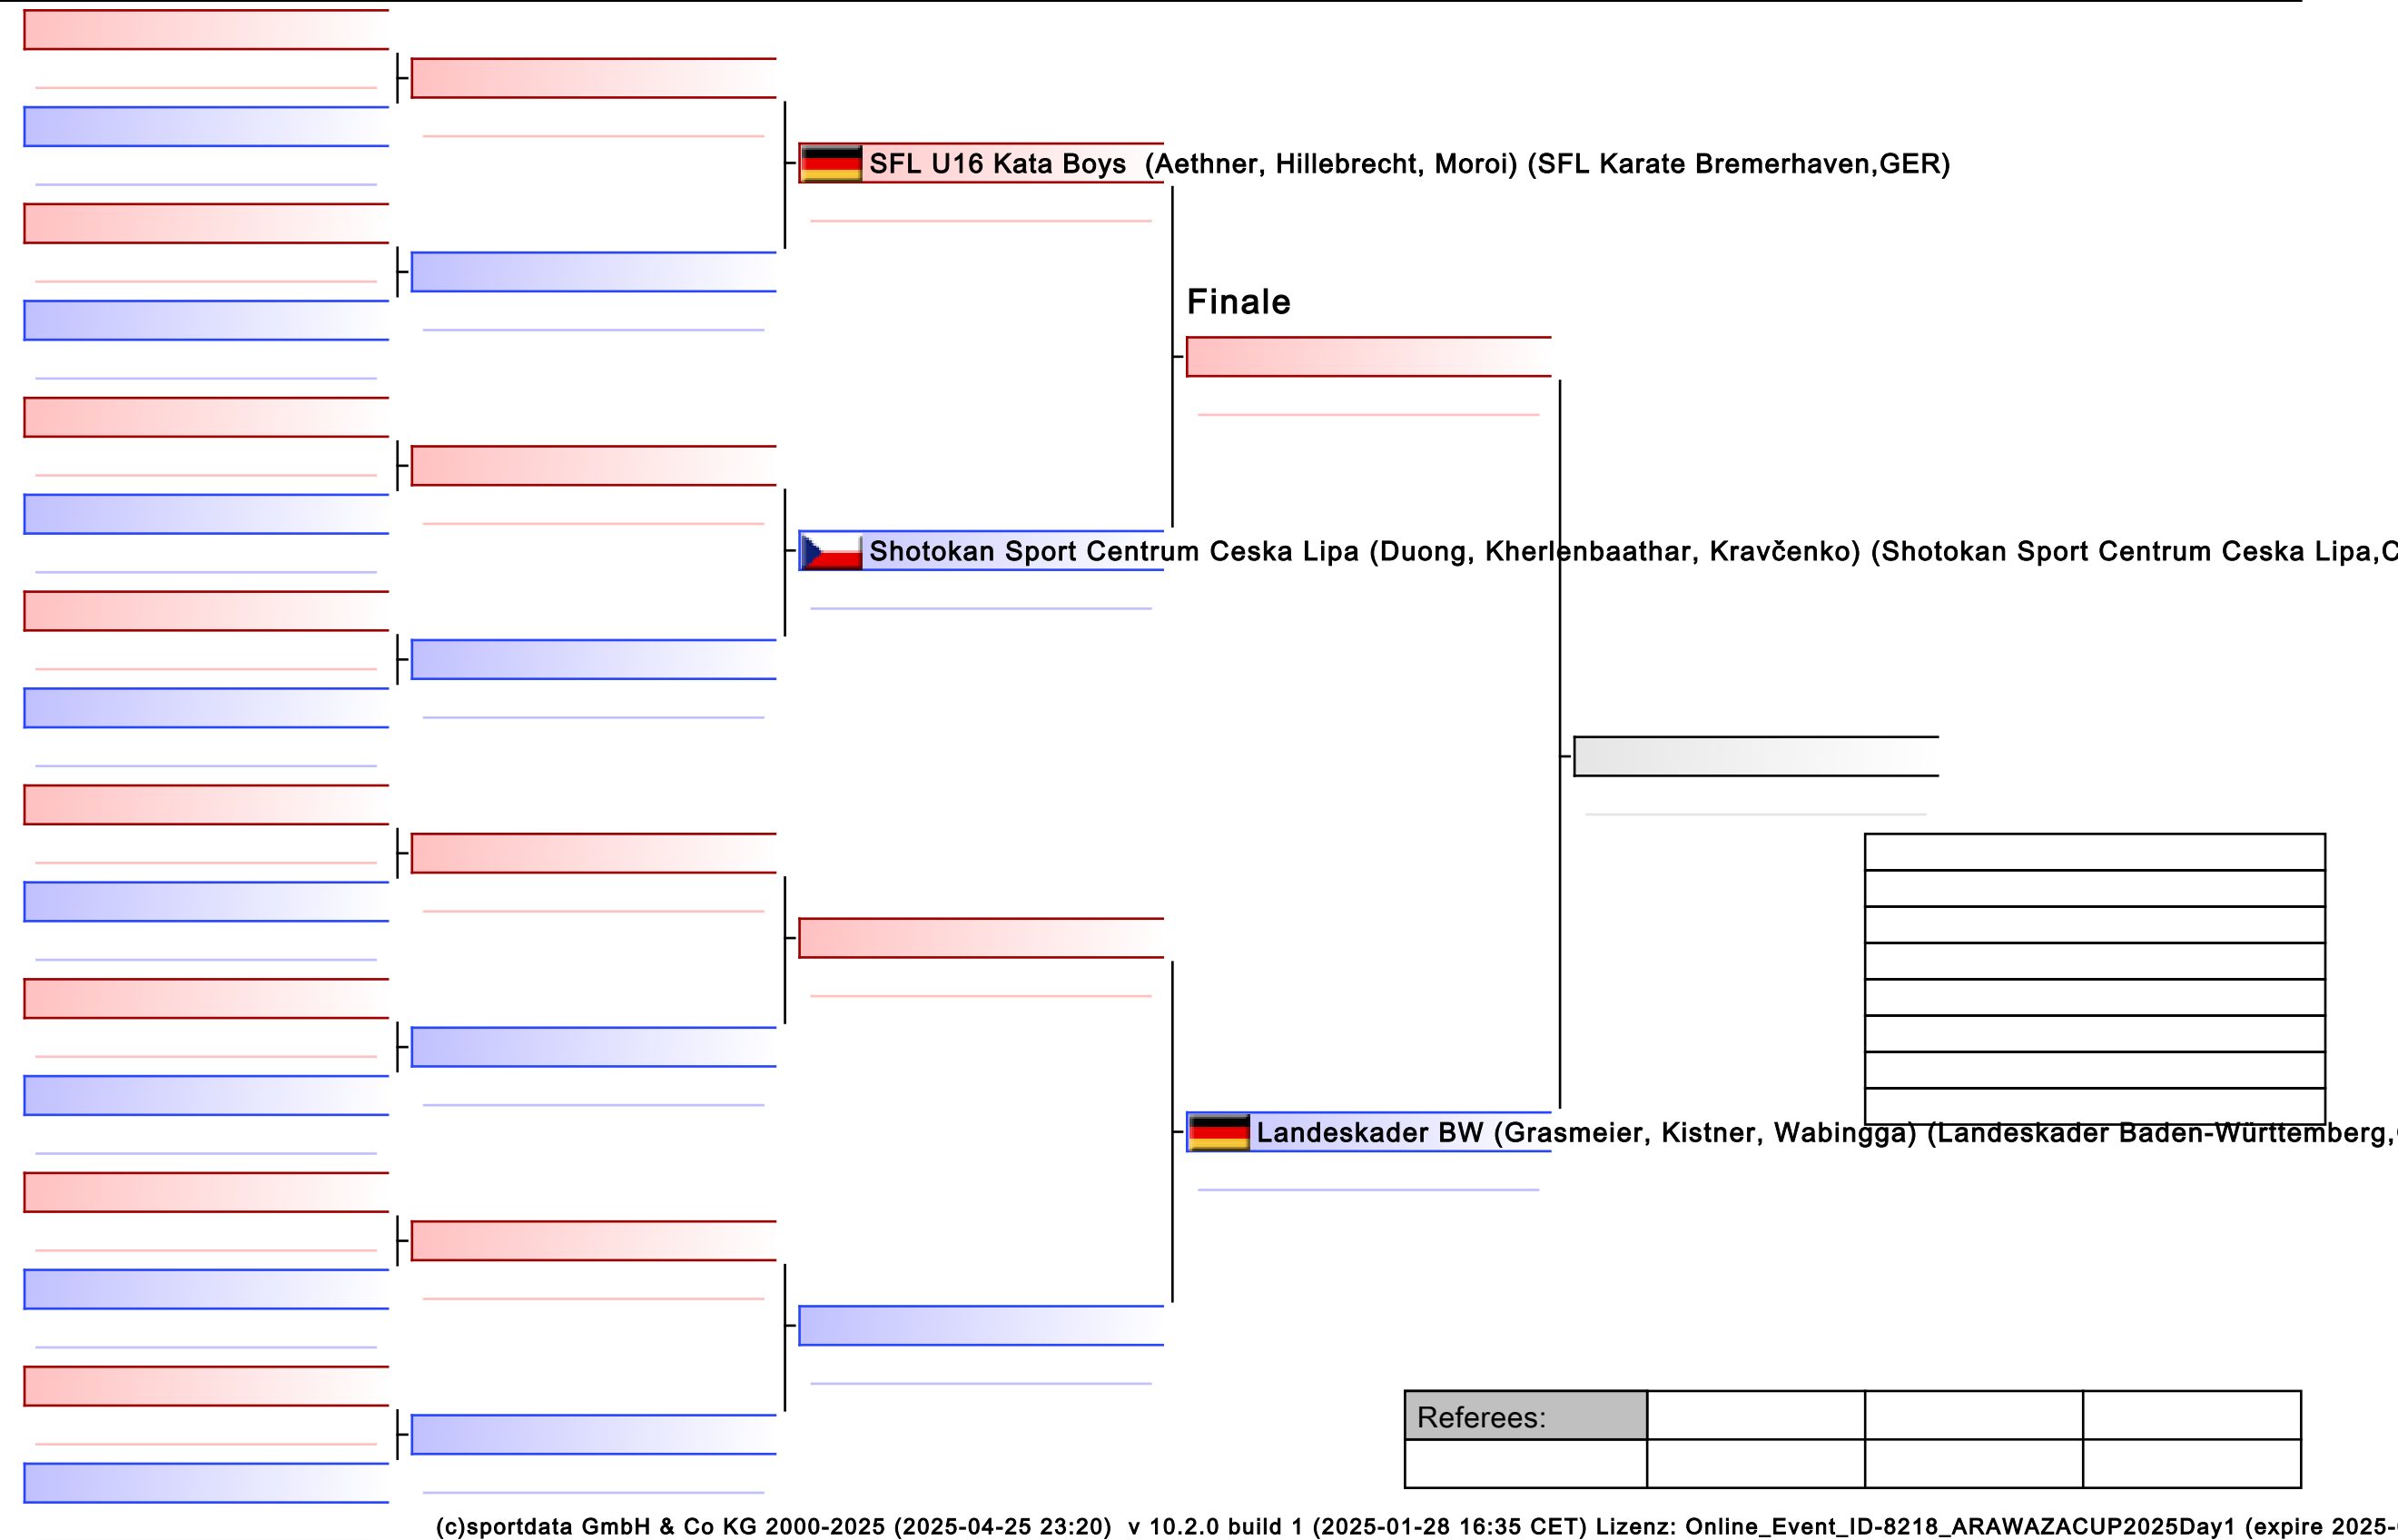 SFL U16 Kata Boys (Aethner, Hillebrecht, Moroi) (SFL Karate Bremerhaven,GER)
Finale
Shotokan Sport Centrum Ceska Lipa (Duong, Kherlenbaathar, Kravčenko) (Shotokan Sport Centrum Ceska Lipa,C
Landeskader BW (Grasmeier, Kistner, Wabingga) (Landeskader Baden-Württemberg,
Referees:
(c)sportdata GmbH & Co KG 2000-2025 (2025-04-25 23:20) v 10.2.0 build 1 (2025-01-28 16:35 CET) Lizenz: Online_Event_ID-8218_ARAWAZACUP2025Day1 (expire 2025-